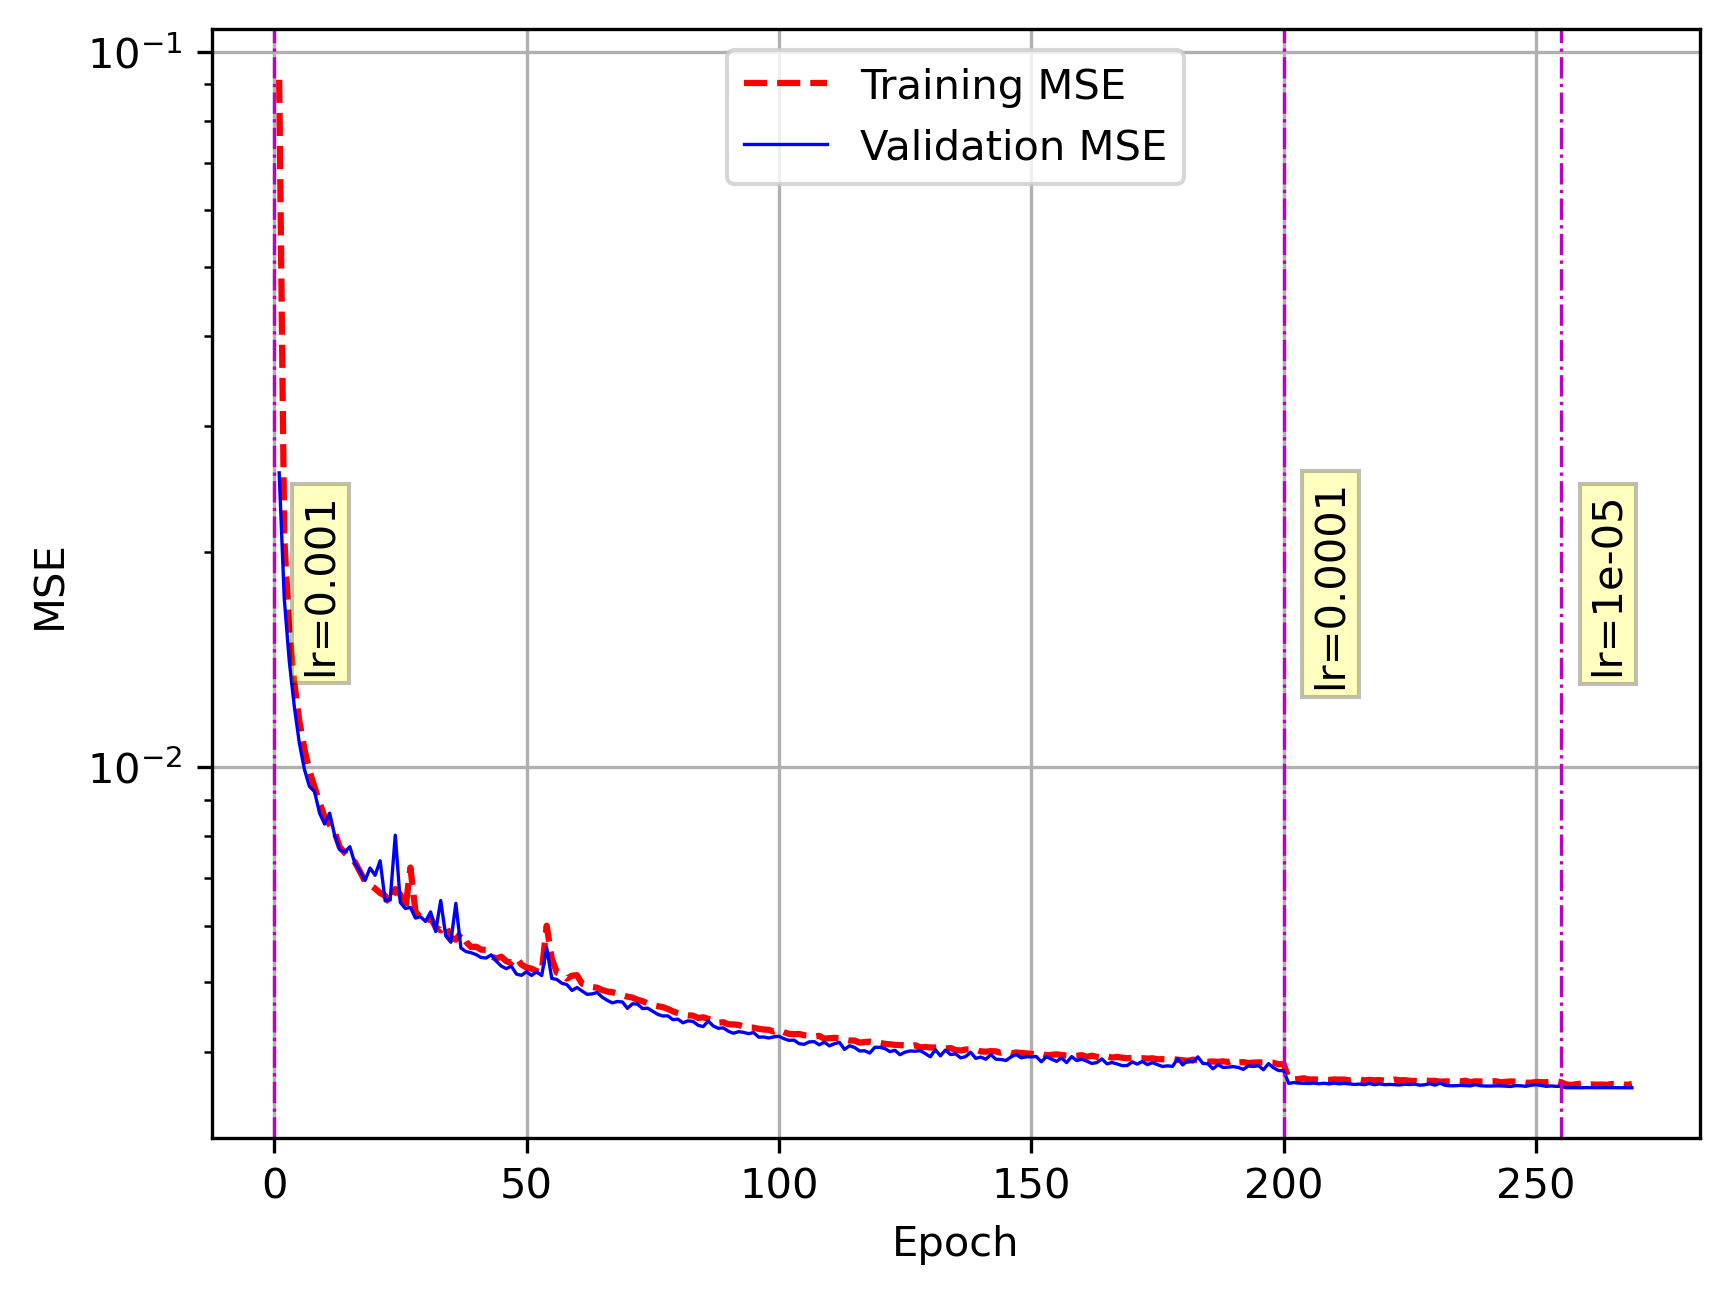 10⁻¹
Training MSE
Validation MSE
MSE
lr=0.001
lr=0.0001
lr=1e-05
10⁻²
0 50 100 150 200 250
Epoch